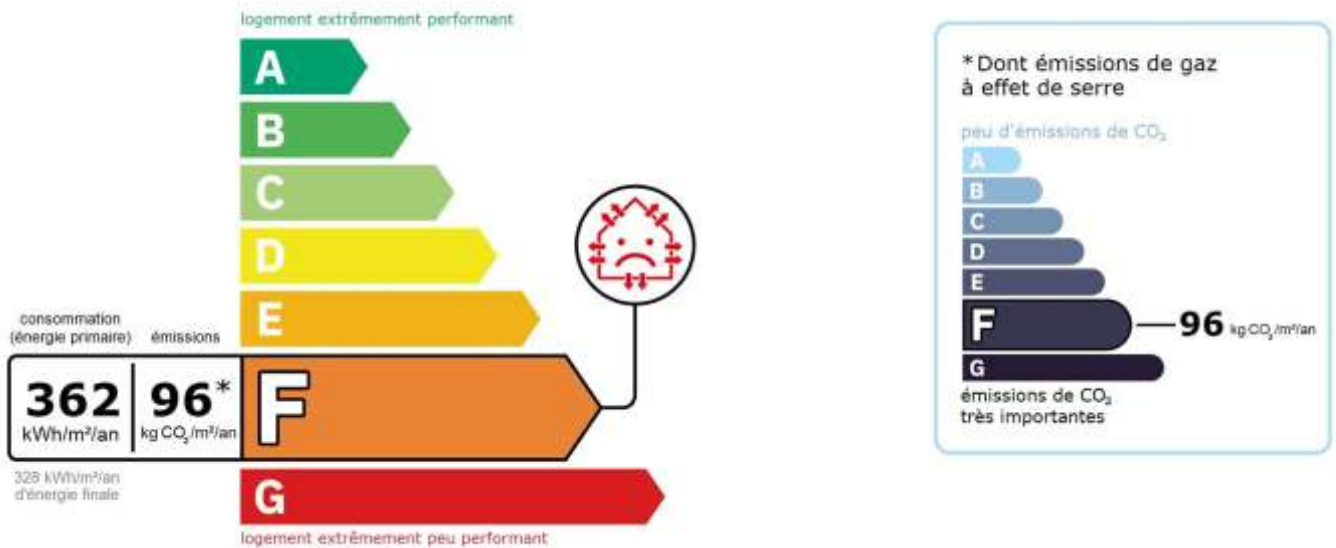 logement extrêmement performant
A
B
C
D
E
consommation
(énergie primaire) émissions
362 96*
kWh/m²/an kg CO₂/m²/an
F
328 kWh/m²/an
d'énergie finale
G
logement extrêmement peu performant
*Dont émissions de gaz
à effet de serre
peu d'émissions de CO₂
A
B
C
D
E
F 96 kg CO₂/m²/an
G
émissions de CO₂
très importantes